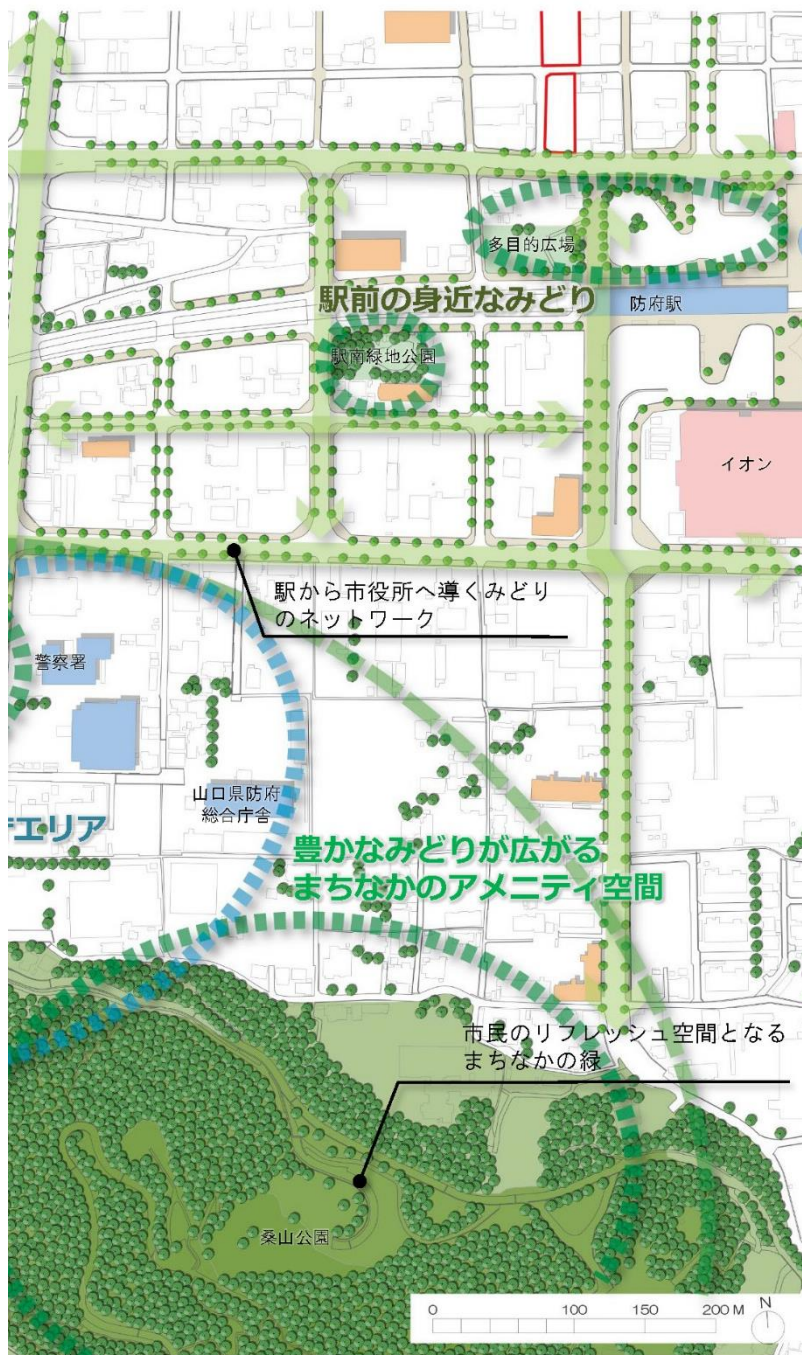 多目的広場
駅前の身近なみどり
防府駅
駅南緑地公園
イオン
駅から市役所へ導くみどり
のネットワーク
警察署
山口県防府
総合庁舎
エリア
豊かなみどりが広がる
まちなかのアメニティ空間
市民のリフレッシュ空間となる
まちなかの緑
桑山公園
0 100 150 200 M N